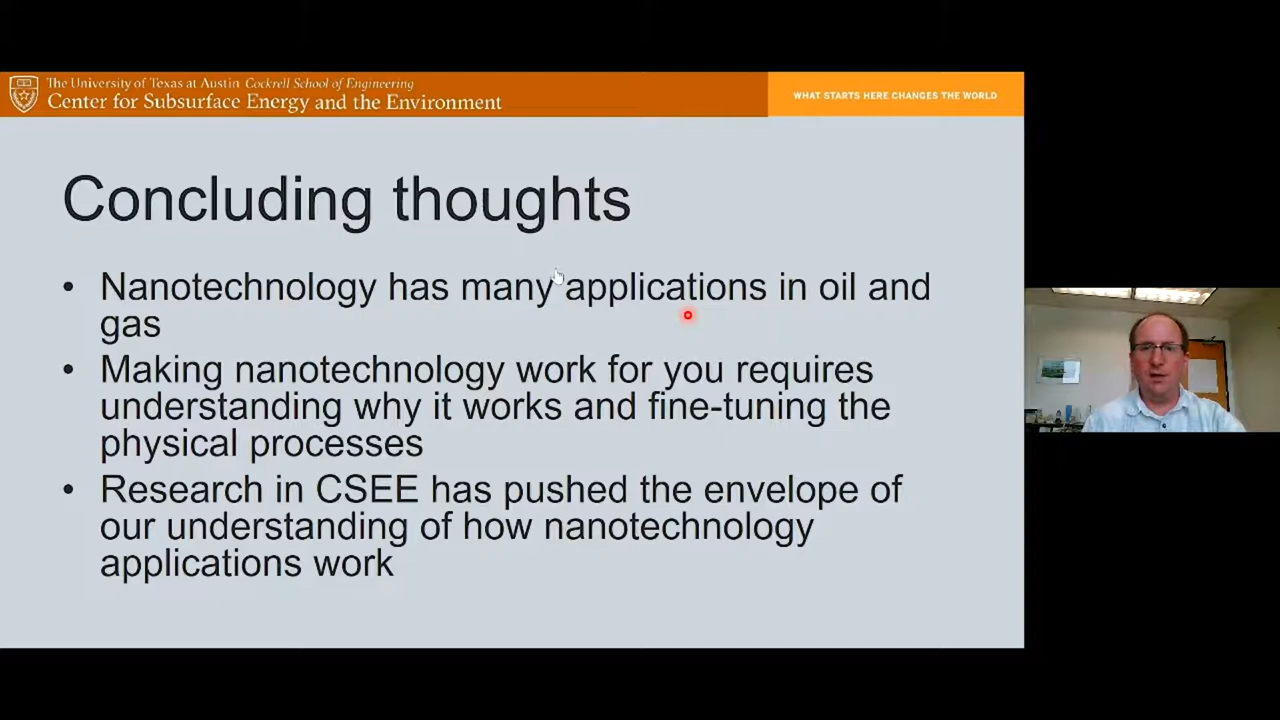 The University of Texas at Austin Cockrell School of Engineering
Center for Subsurface Energy and the Environment
WHAT STARTS HERE CHANGES THE WORLD
Concluding thoughts
• Nanotechnology has many applications in oil and
gas
• Making nanotechnology work for you requires
understanding why it works and fine-tuning the
physical processes
• Research in CSEE has pushed the envelope of
our understanding of how nanotechnology
applications work